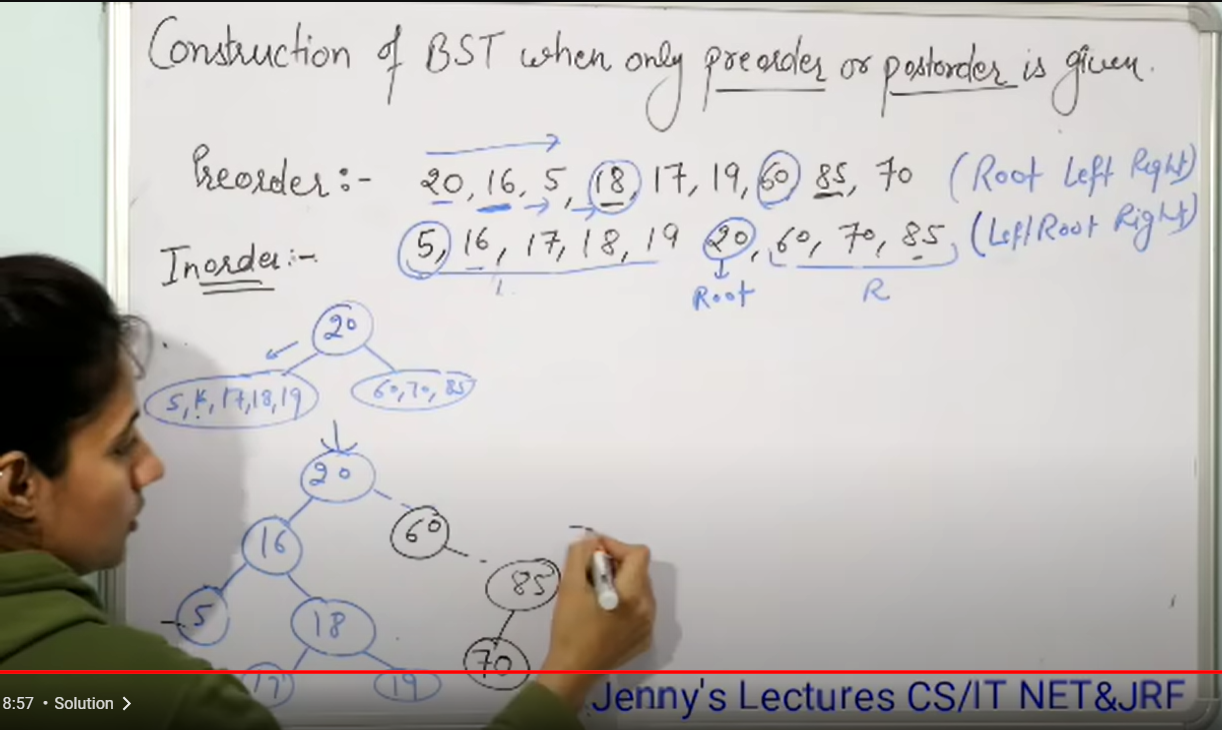 Construction of BST when only preorder or postorder is given.
Preorder:- 20, 16, 5, 18, 17, 19, 60 85, 70 (Root Left Right)
Inorder:- 5, 16, 17, 18, 19 20, 60, 70, 85, (Left Root Right)
L Root R
20
5, 16, 17, 18, 19 60, 70, 85
20
16 60
5 18 85
17 19 70
8:57 • Solution >
Jenny's Lectures CS/IT NET&JRF